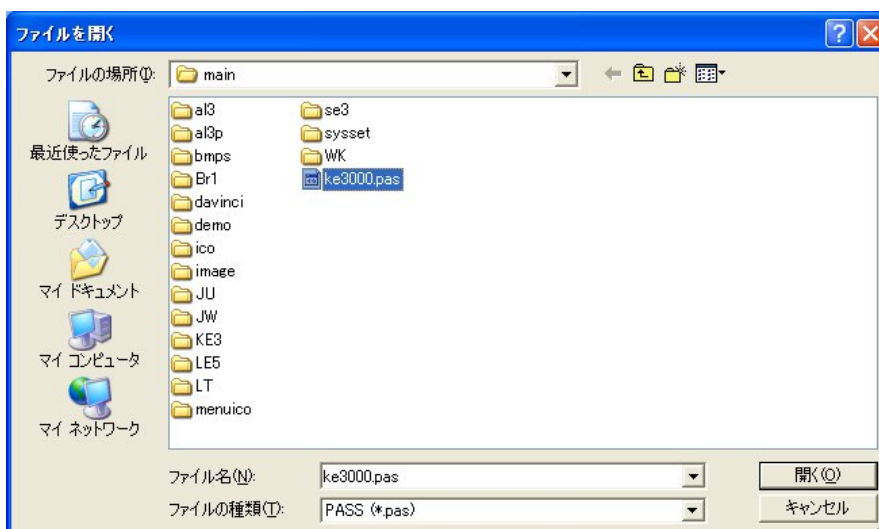 ファイルを開く
ファイルの場所(I):
main
最近使ったファイル
デスクトップ
マイ ドキュメント
マイ コンピュータ
マイ ネットワーク
al3
al3p
bmps
Br1
davinci
demo
ico
image
JU
JW
KE3
LE5
LT
menuico
se3
sysset
WK
ke3000.pas
ファイル名(N):
ke3000.pas
開く(O)
ファイルの種類(T):
PASS (*.pas)
キャンセル